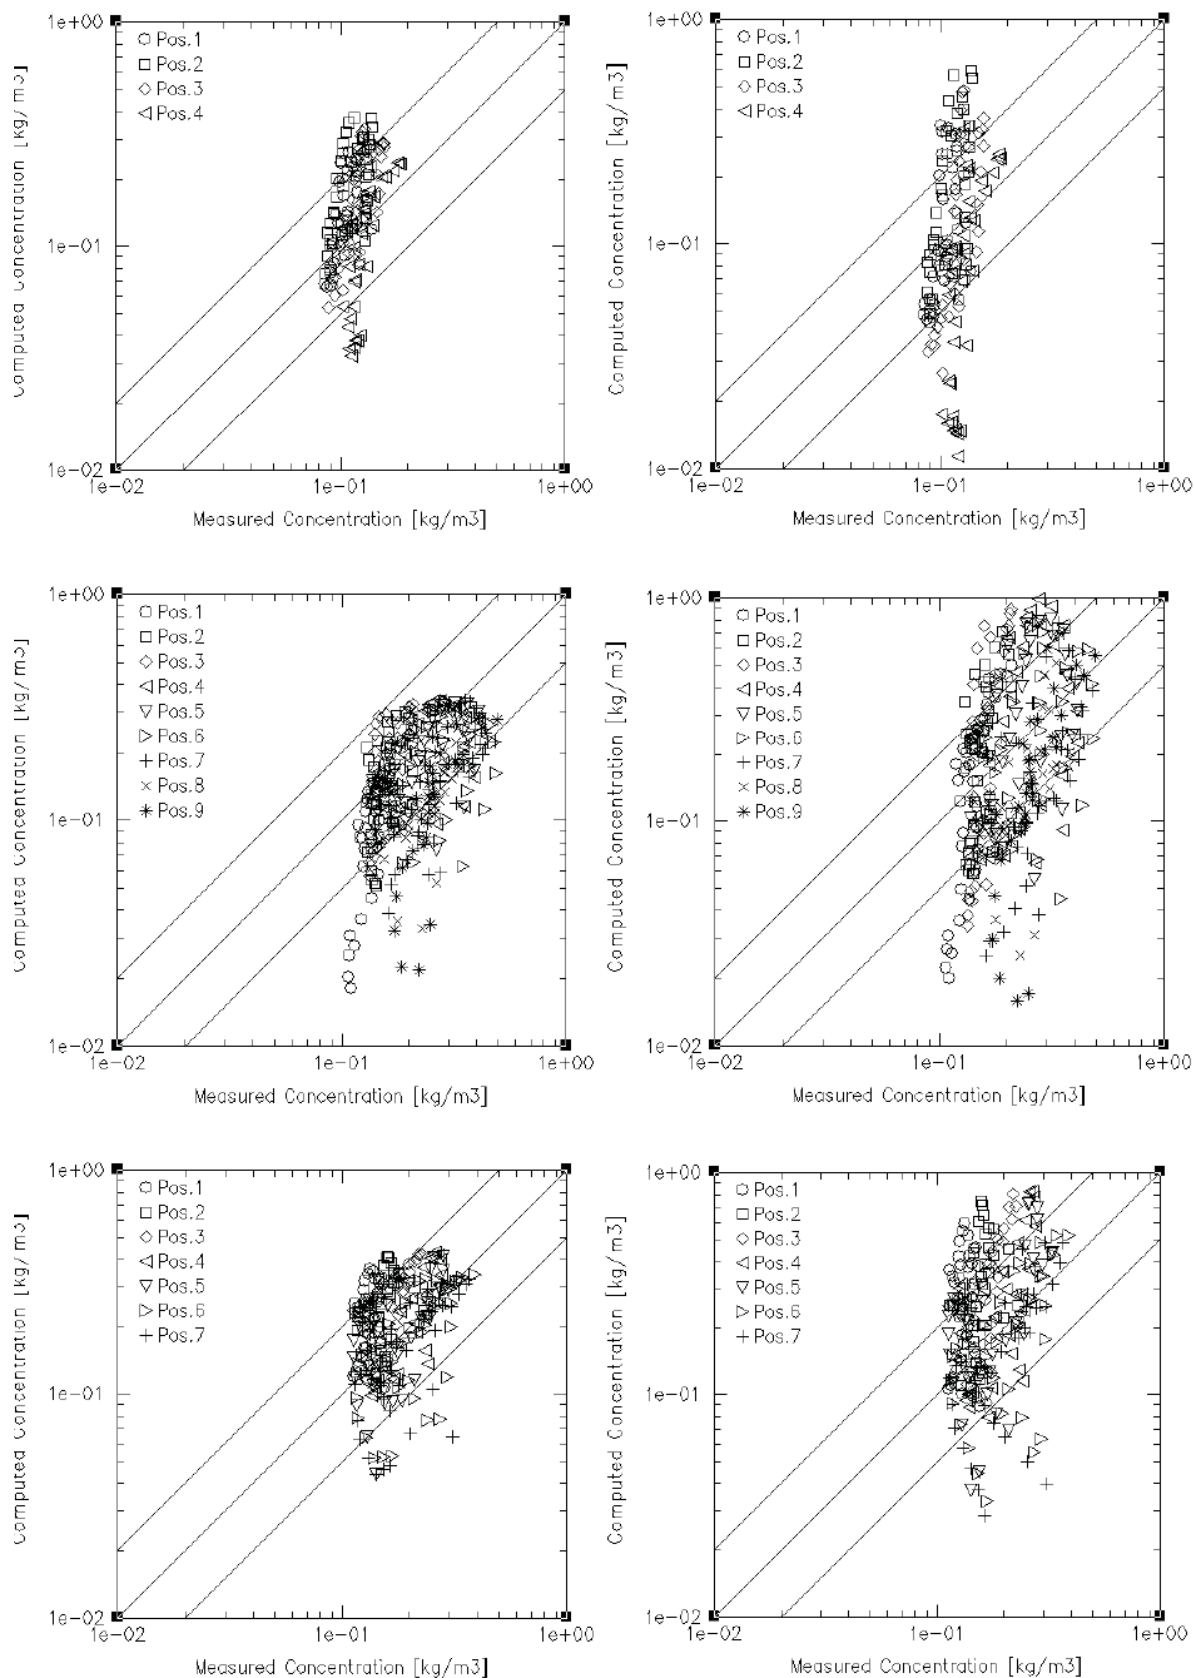 1e+00
Pos.1
Pos.2
Pos.3
Pos.4
Computed Concentration [kg/m3]
1e-01
1e-02
1e-02 1e-01 1e+00
Measured Concentration [kg/m3]
1e+00
Pos.1
Pos.2
Pos.3
Pos.4
Computed Concentration [kg/m3]
1e-01
1e-02
1e-02 1e-01 1e+00
Measured Concentration [kg/m3]
1e+00
Pos.1
Pos.2
Pos.3
Pos.4
Pos.5
Pos.6
Pos.7
Pos.8
Pos.9
Computed Concentration [kg/m3]
1e-01
1e-02
1e-02 1e-01 1e+00
Measured Concentration [kg/m3]
1e+00
Pos.1
Pos.2
Pos.3
Pos.4
Pos.5
Pos.6
Pos.7
Pos.8
Pos.9
Computed Concentration [kg/m3]
1e-01
1e-02
1e-02 1e-01 1e+00
Measured Concentration [kg/m3]
1e+00
Pos.1
Pos.2
Pos.3
Pos.4
Pos.5
Pos.6
Pos.7
Computed Concentration [kg/m3]
1e-01
1e-02
1e-02 1e-01 1e+00
Measured Concentration [kg/m3]
1e+00
Pos.1
Pos.2
Pos.3
Pos.4
Pos.5
Pos.6
Pos.7
Computed Concentration [kg/m3]
1e-01
1e-02
1e-02 1e-01 1e+00
Measured Concentration [kg/m3]